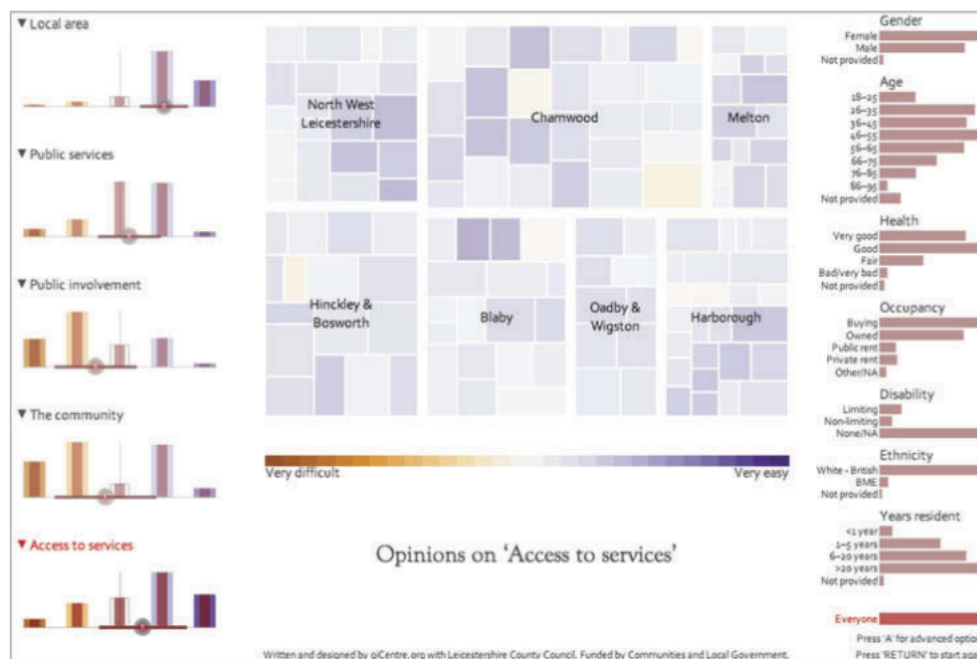 ▼ Local area
▼ Public services
▼ Public involvement
▼ The community
▼ Access to services
North West
Leicestershire
Charnwood
Melton
Hinckley &
Bosworth
Blaby
Oadby &
Wigston
Harborough
Very difficult
Very easy
Opinions on 'Access to services'
Written and designed by giCentre.org with Leicestershire County Council. Funded by Communities and Local Government.
Gender
Female
Male
Not provided
Age
18–25
26–35
36–45
46–55
56–65
66–75
76–85
86–95
Not provided
Health
Very good
Good
Fair
Bad/very bad
Not provided
Occupancy
Buying
Owned
Public rent
Private rent
Other/NA
Disability
Limiting
Non-limiting
None/NA
Ethnicity
White - British
BME
Not provided
Years resident
<1 year
1–5 years
6–20 years
>20 years
Not provided
Everyone
Press 'A' for advanced optio
Press 'RETURN' to start aga